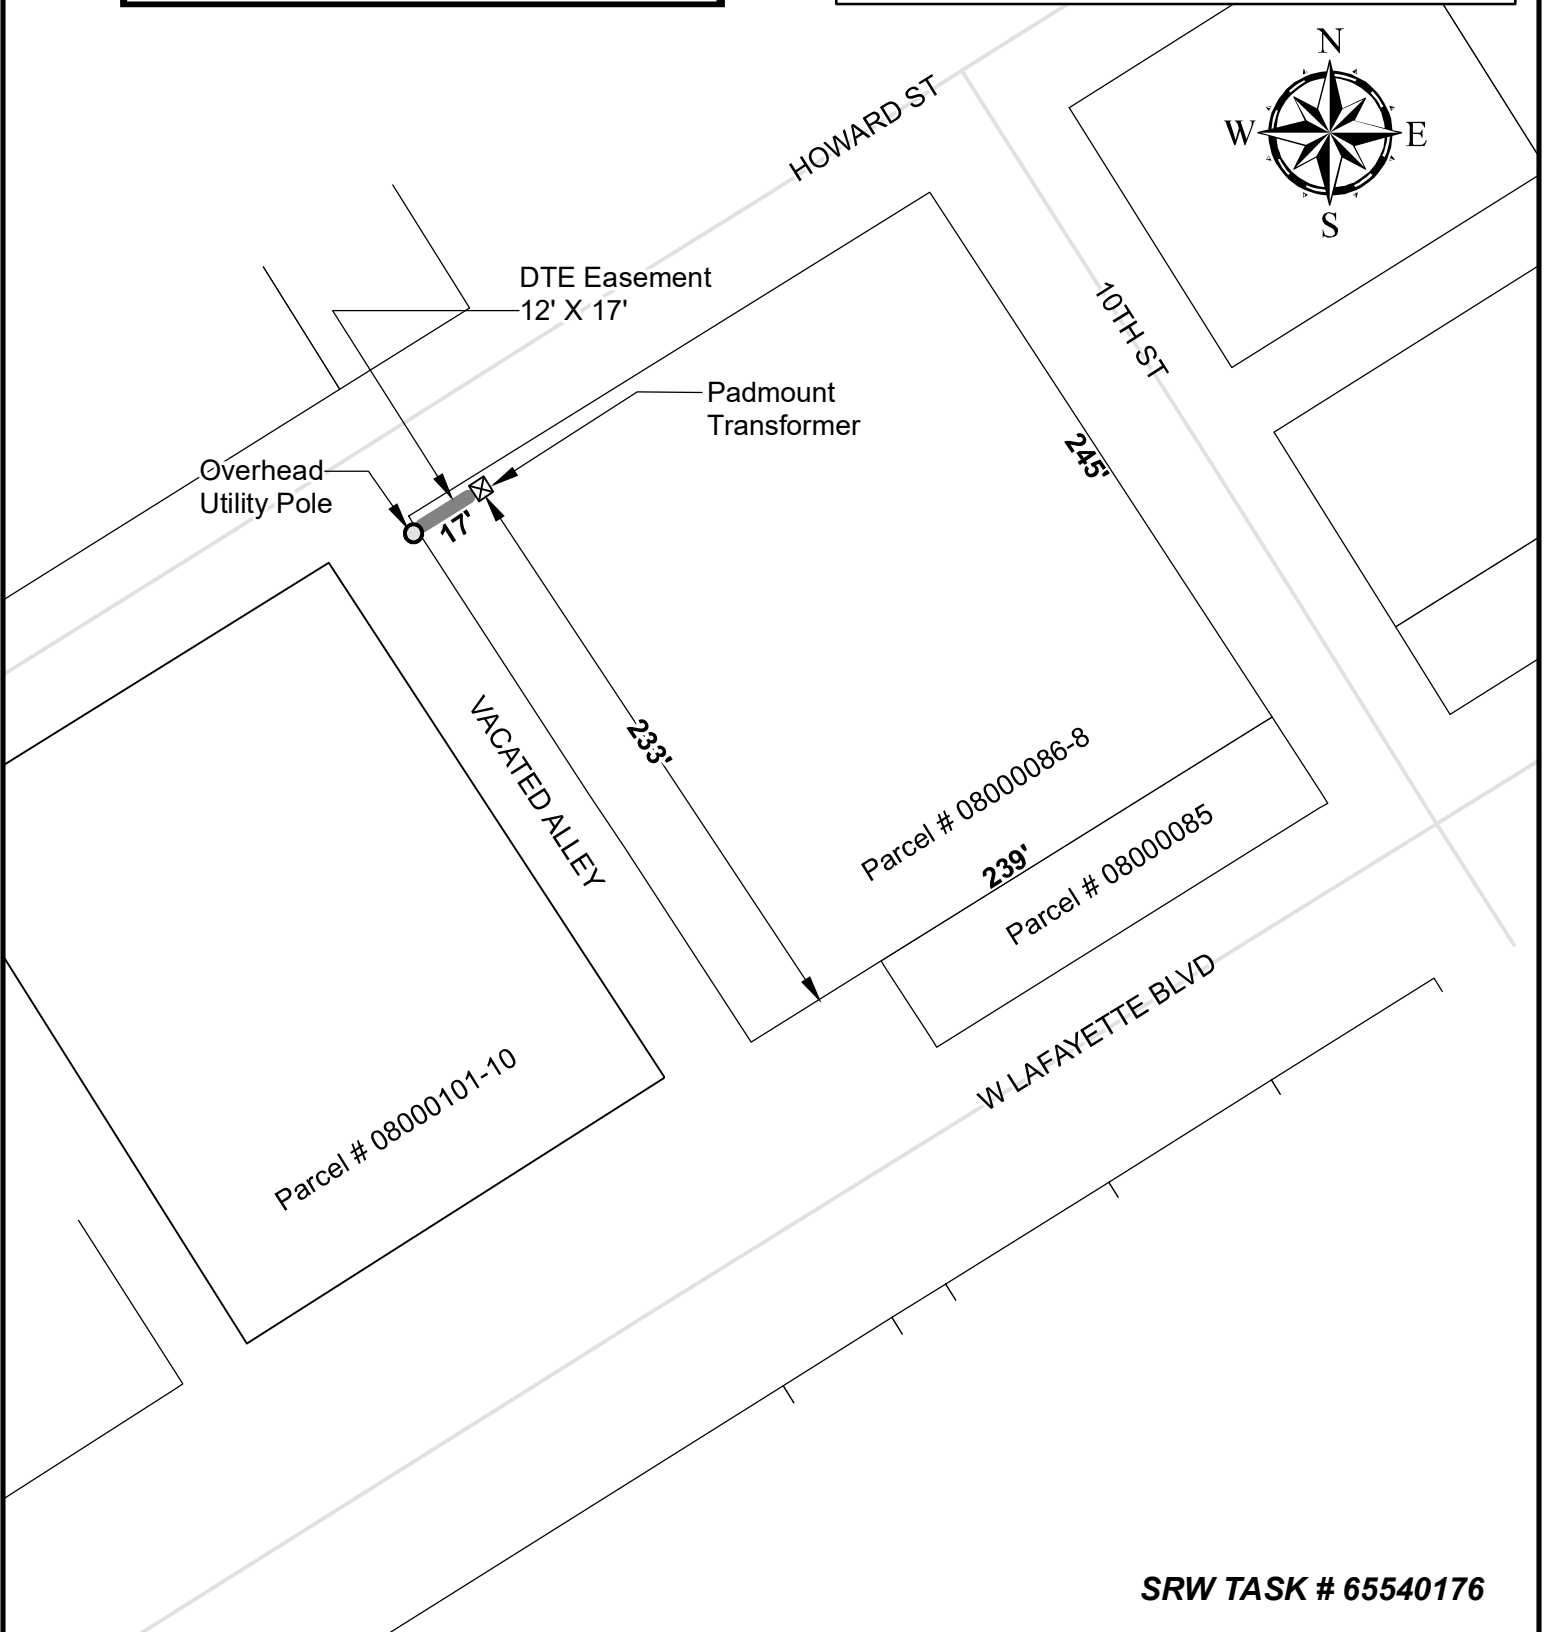 N
W E
S
HOWARD ST
10TH ST
DTE Easement
12' X 17'
Padmount
Transformer
Overhead
Utility Pole
17'
245'
233'
VACATED ALLEY
Parcel # 08000086-8
239'
Parcel # 08000085
W LAFAYETTE BLVD
Parcel # 08000101-10
SRW TASK # 65540176